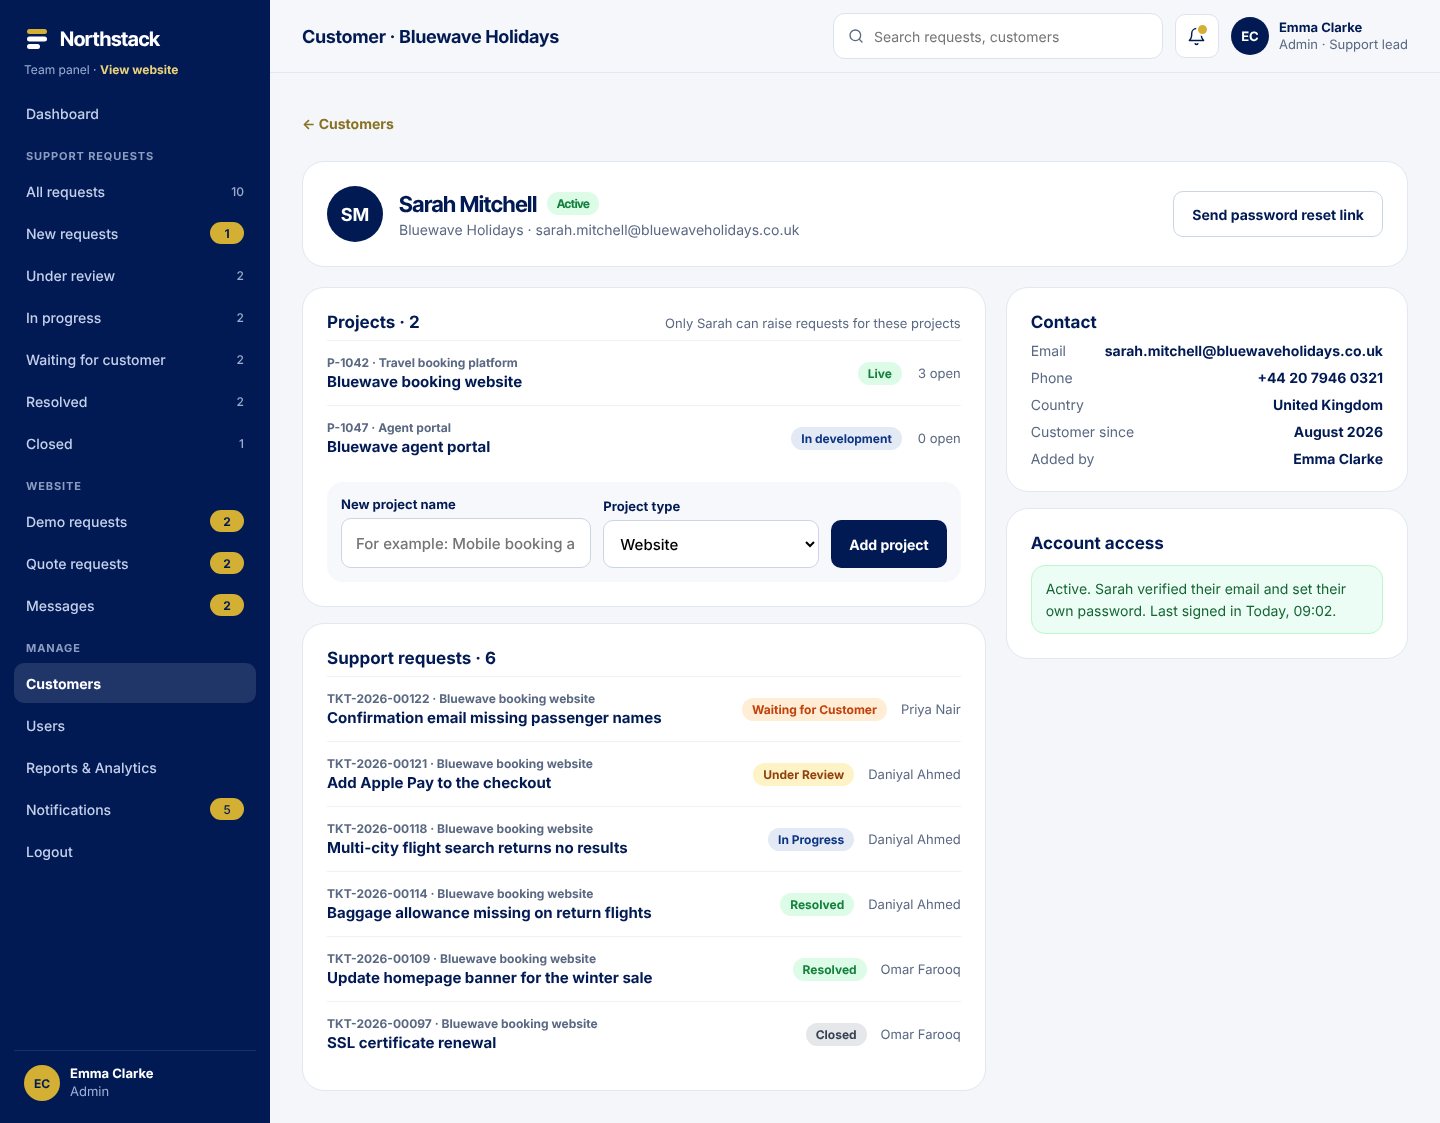 Northstack
Team panel · View website
Dashboard
SUPPORT REQUESTS
All requests 10
New requests 1
Under review 2
In progress 2
Waiting for customer 2
Resolved 2
Closed 1
WEBSITE
Demo requests 2
Quote requests 2
Messages 2
MANAGE
Customers
Users
Reports & Analytics
Notifications 5
Logout
EC
Emma Clarke
Admin
Customer · Bluewave Holidays
Search requests, customers
EC
Emma Clarke
Admin · Support lead
← Customers
SM
Sarah Mitchell Active
Bluewave Holidays · sarah.mitchell@bluewaveholidays.co.uk
Send password reset link
Projects · 2
Only Sarah can raise requests for these projects
P-1042 · Travel booking platform
Bluewave booking website
Live 3 open
P-1047 · Agent portal
Bluewave agent portal
In development 0 open
New project name
For example: Mobile booking a
Project type
Website
Add project
Support requests · 6
TKT-2026-00122 · Bluewave booking website
Confirmation email missing passenger names
Waiting for Customer Priya Nair
TKT-2026-00121 · Bluewave booking website
Add Apple Pay to the checkout
Under Review Daniyal Ahmed
TKT-2026-00118 · Bluewave booking website
Multi-city flight search returns no results
In Progress Daniyal Ahmed
TKT-2026-00114 · Bluewave booking website
Baggage allowance missing on return flights
Resolved Daniyal Ahmed
TKT-2026-00109 · Bluewave booking website
Update homepage banner for the winter sale
Resolved Omar Farooq
TKT-2026-00097 · Bluewave booking website
SSL certificate renewal
Closed Omar Farooq
Contact
Email sarah.mitchell@bluewaveholidays.co.uk
Phone +44 20 7946 0321
Country United Kingdom
Customer since August 2026
Added by Emma Clarke
Account access
Active. Sarah verified their email and set their
own password. Last signed in Today, 09:02.